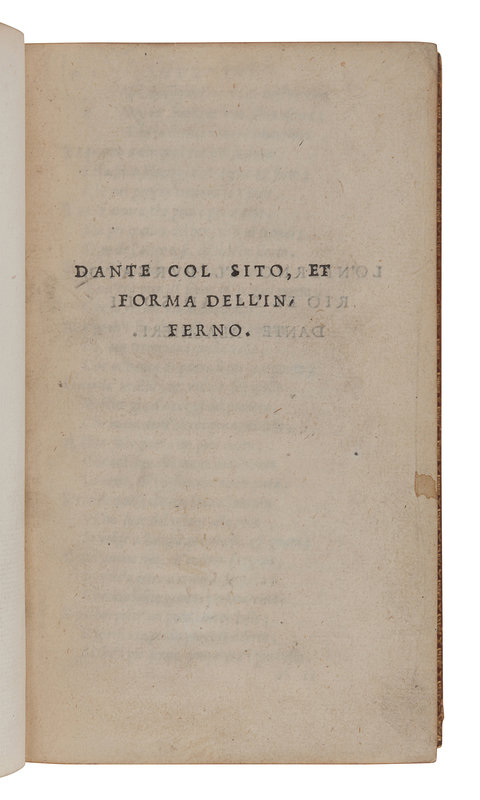 DANTE COL SITO, ET
FORMA DELL'IN,
FERNO.